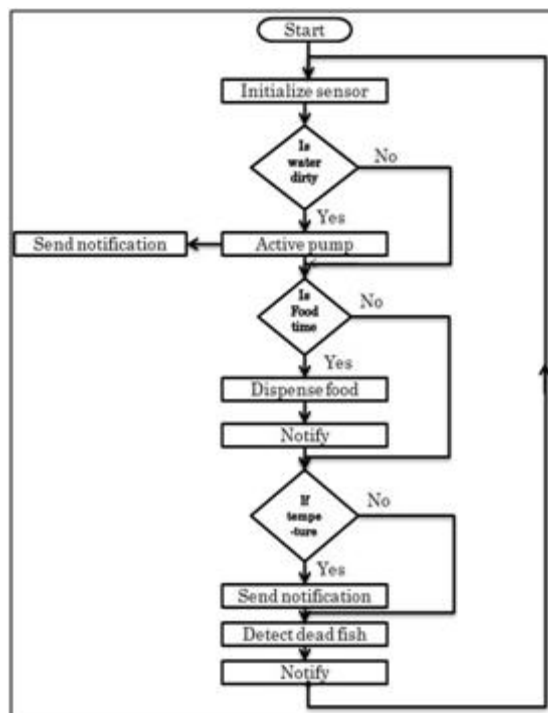 Start
Initialize sensor
Is
water
dirty
No
Yes
Send notification
Active pump
Is
Food
time
No
Yes
Dispense food
Notify
If
tempe
-ture
No
Yes
Send notification
Detect dead fish
Notify